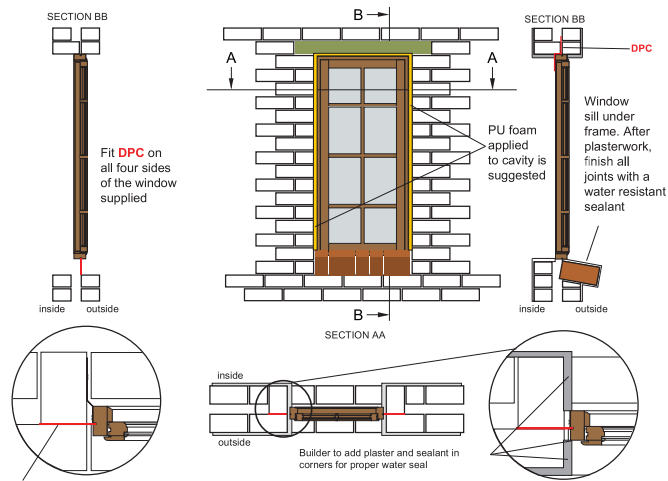 SECTION BB
B
SECTION BB
DPC
A
A
Window
sill under
frame. After
plasterwork,
finish all
joints with a
water resistant
sealant
PU foam
applied
to cavity is
suggested
Fit DPC on
all four sides
of the window
supplied
inside
outside
B
inside
outside
SECTION AA
inside
outside
Builder to add plaster and sealant in
corners for proper water seal